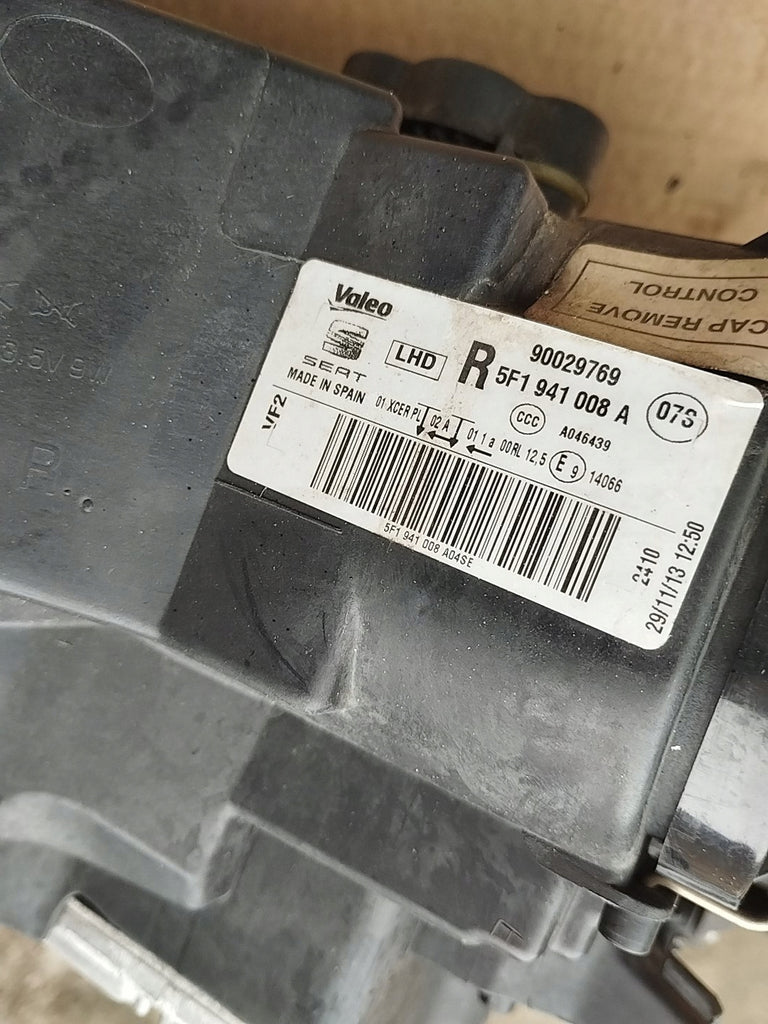 Valeo
SEAT
MADE IN SPAIN
LHD
R
90029769
5F1 941 008 A
07S
VF2
01 XCER PL
02 A
01 1 a
00RL 12,5
CCC
A046439
E 9
14066
5F1 941 008 A04SE
2410
29/11/13 12:50
CAP REMOVE
CONTROL
R